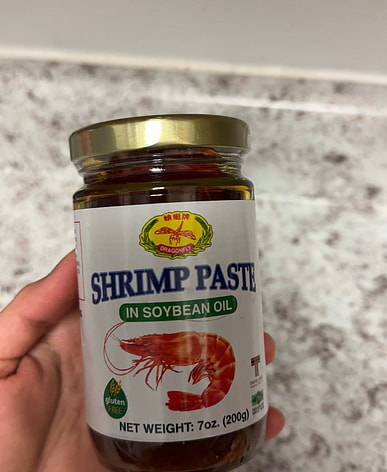 蜻蜓牌
DRAGONFLY
SHRIMP PASTE
IN SOYBEAN OIL
gluten
FREE
NET WEIGHT: 7oz. (200g)